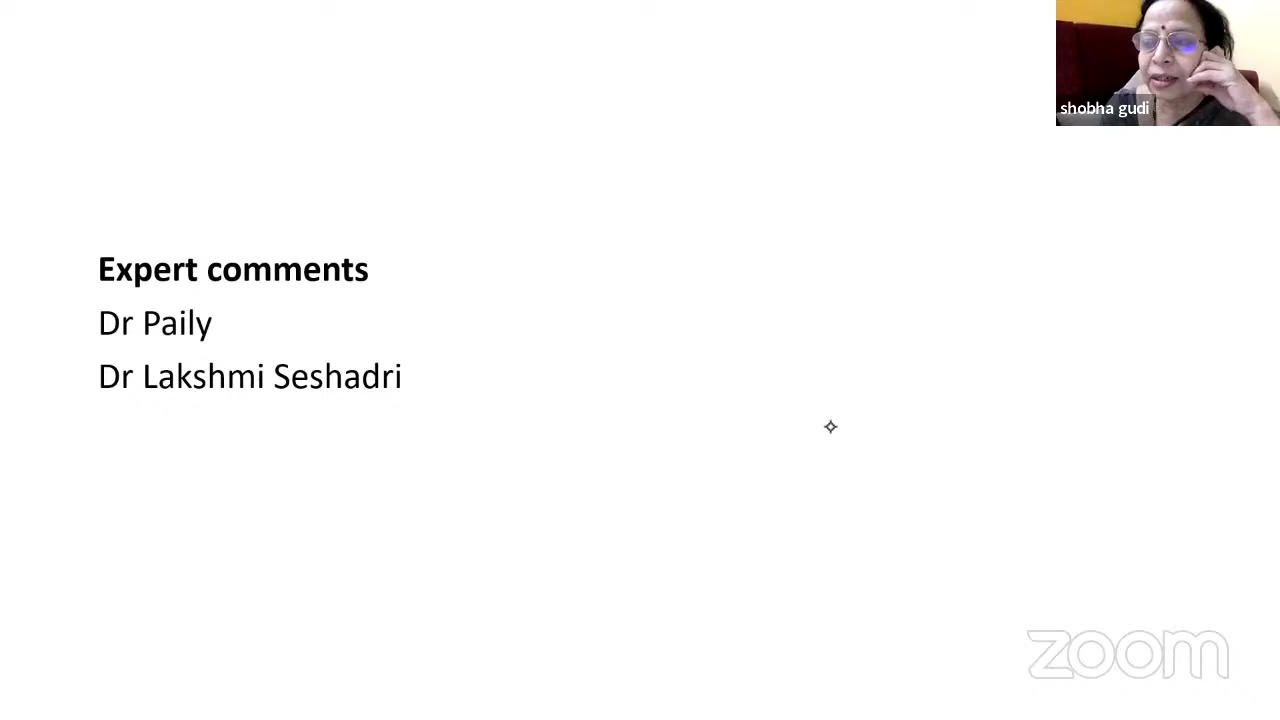 shobha gudi
Expert comments
Dr Paily
Dr Lakshmi Seshadri
zoom